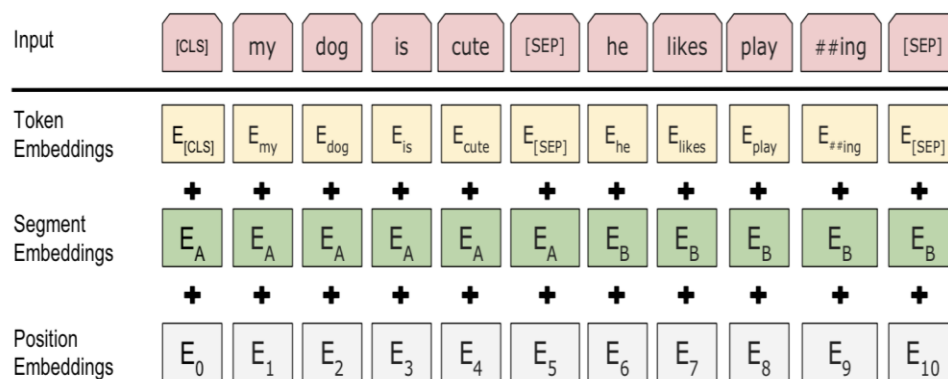 Input [CLS] my dog is cute [SEP] he likes play ##ing [SEP]
Token Embeddings E[CLS] Emy Edog Eis Ecute E[SEP] Ehe Elikes Eplay E##ing E[SEP]
+ + + + + + + + + + +
Segment Embeddings EA EA EA EA EA EA EB EB EB EB EB
+ + + + + + + + + + +
Position Embeddings E0 E1 E2 E3 E4 E5 E6 E7 E8 E9 E10